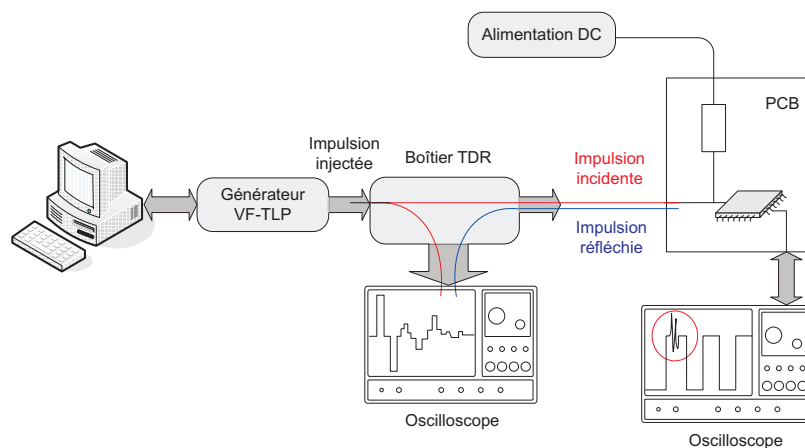 Alimentation DC
PCB
Impulsion
injectée
Boîtier TDR
Impulsion
incidente
Générateur
VF-TLP
Impulsion
réfléchie
Oscilloscope
Oscilloscope